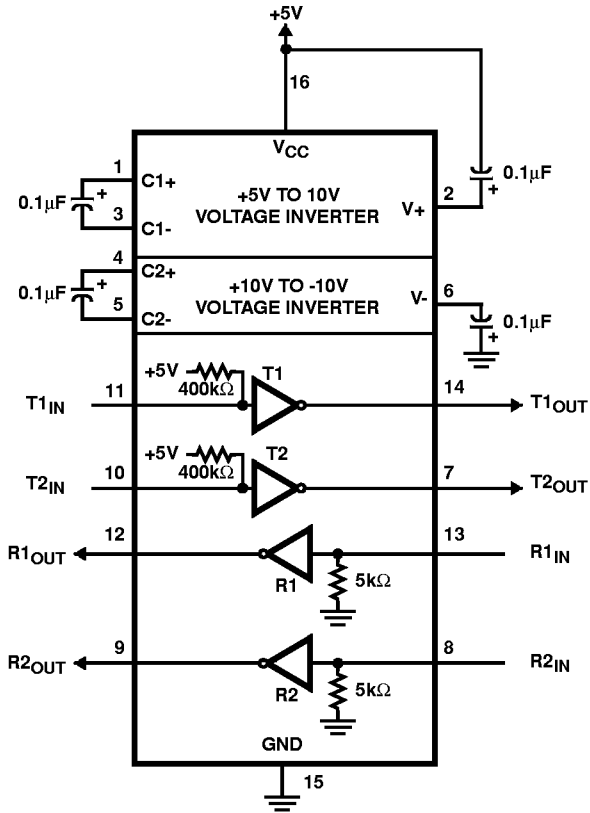 +5V
16
VCC
1
C1+
+
0.1μF
3
C1-
+5V TO 10V
VOLTAGE INVERTER
V+
2
0.1μF
+
4
C2+
+
0.1μF
5
C2-
+10V TO -10V
VOLTAGE INVERTER
V-
6
0.1μF
+
+5V
400kΩ
T1
T1IN
11
14
T1OUT
+5V
400kΩ
T2
T2IN
10
7
T2OUT
R1OUT
12
R1
5kΩ
13
R1IN
R2OUT
9
R2
5kΩ
8
R2IN
GND
15